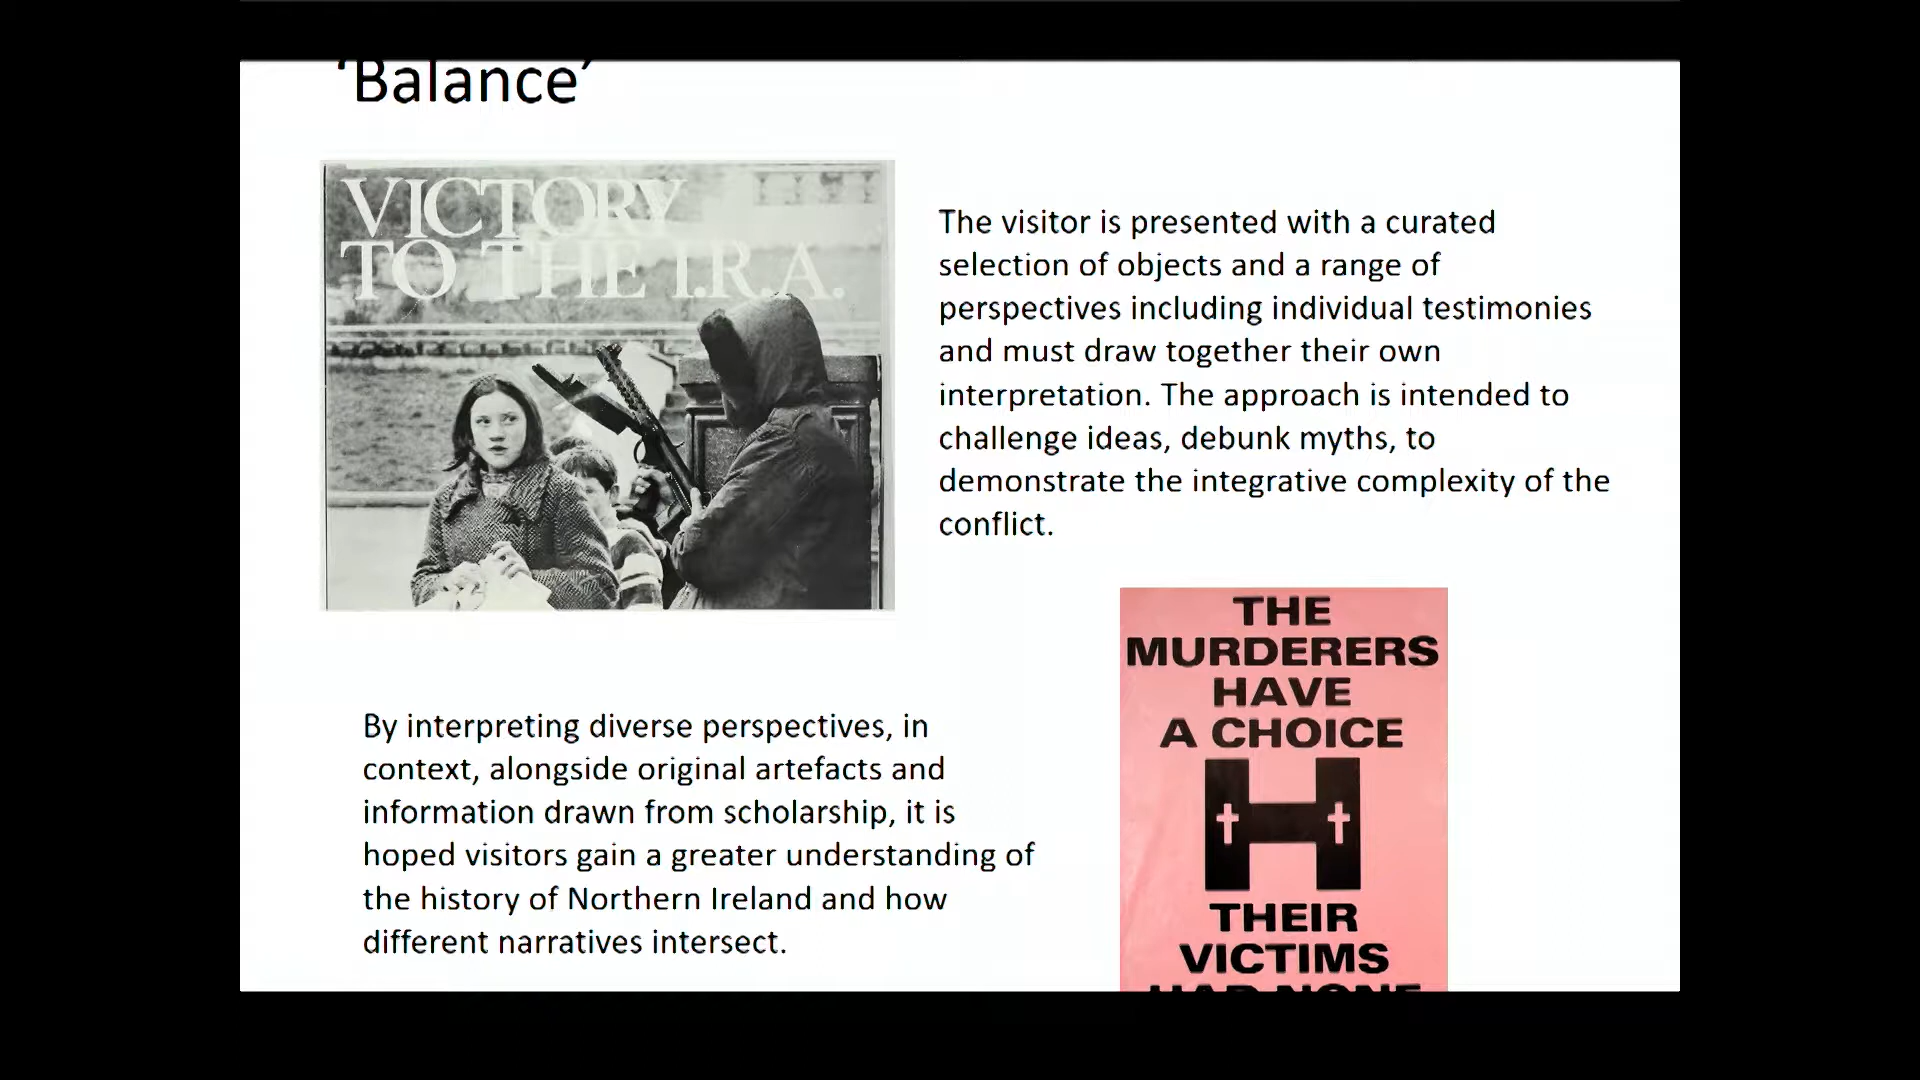 ‘Balance’
VICTORY
TO THE I.R.A.
The visitor is presented with a curated
selection of objects and a range of
perspectives including individual testimonies
and must draw together their own
interpretation. The approach is intended to
challenge ideas, debunk myths, to
demonstrate the integrative complexity of the
conflict.
By interpreting diverse perspectives, in
context, alongside original artefacts and
information drawn from scholarship, it is
hoped visitors gain a greater understanding of
the history of Northern Ireland and how
different narratives intersect.
THE
MURDERERS
HAVE
A CHOICE
H
THEIR
VICTIMS
HAD NONE